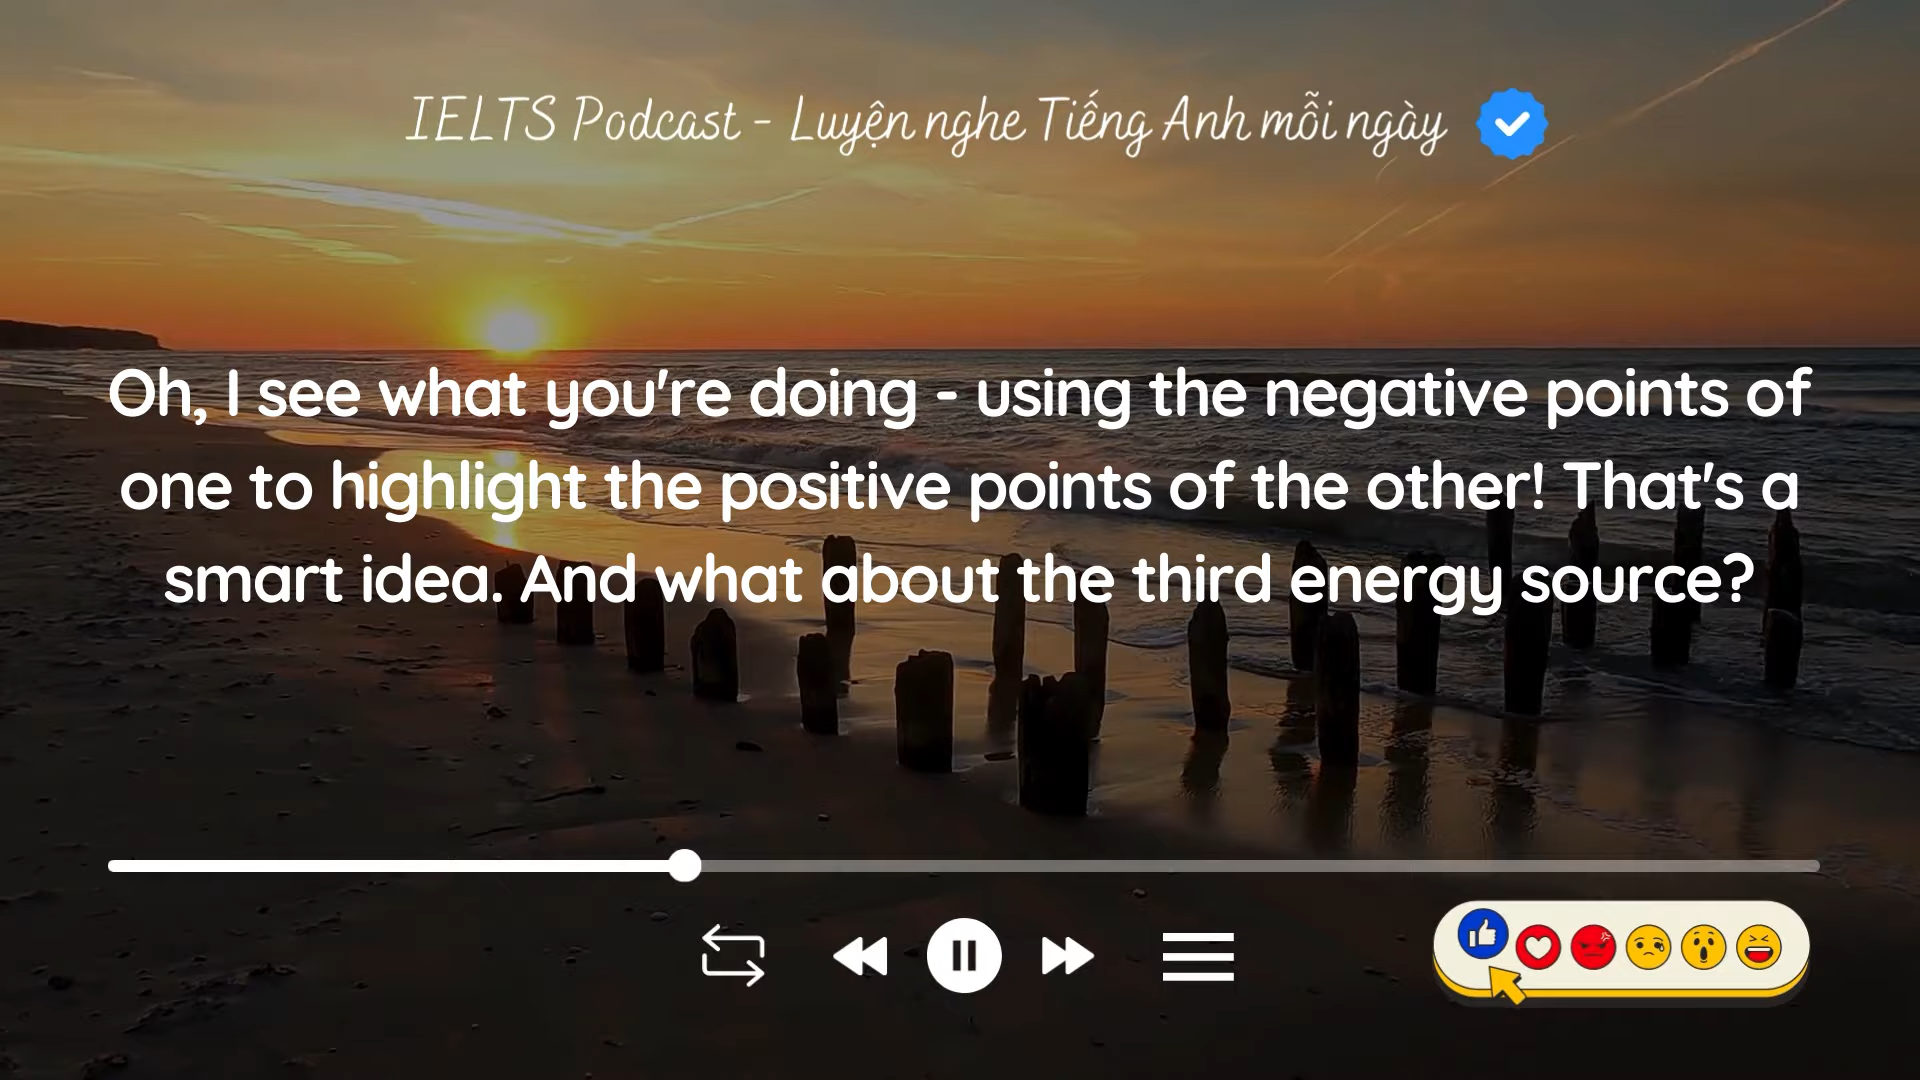 IELTS Podcast - Luyện nghe Tiếng Anh mỗi ngày
Oh, I see what you're doing - using the negative points of
one to highlight the positive points of the other! That's a
smart idea. And what about the third energy source?